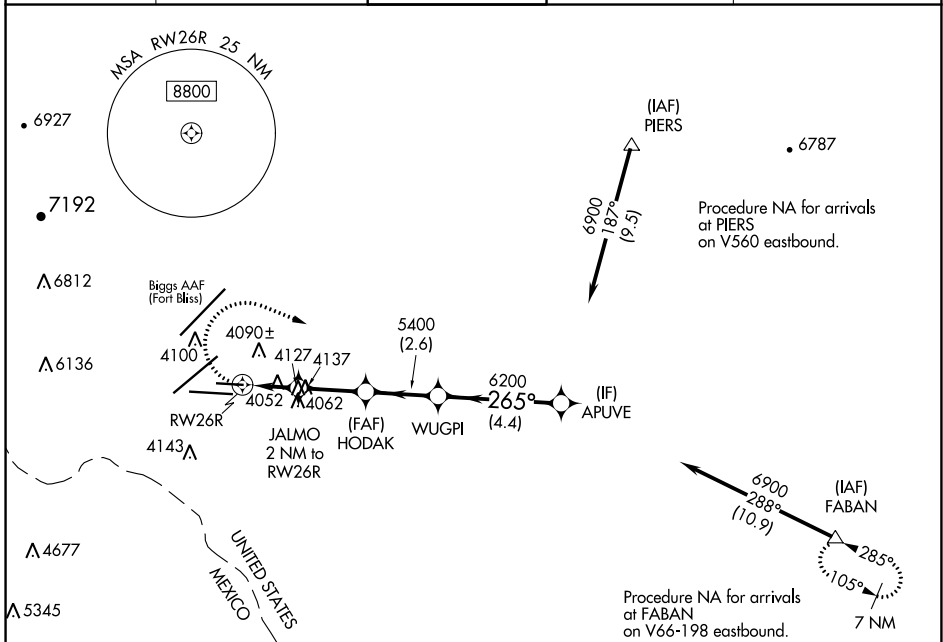 MSA RW26R 25 NM
8800
6927
7192
6812
6136
(IAF)
PIERS
6787
6900
187°
(9.5)
Procedure NA for arrivals
at PIERS
on V560 eastbound.
Biggs AAF
(Fort Bliss)
4090±
4100
4127
4137
5400
(2.6)
4052
4062
6200
265°
(4.4)
(IF)
APUVE
RW26R
JALMO
2 NM to
RW26R
(FAF)
HODAK
WUGPI
4143
6900
288°
(10.9)
(IAF)
FABAN
285°
105°
7 NM
4677
5345
UNITED STATES
MEXICO
Procedure NA for arrivals
at FABAN
on V66-198 eastbound.